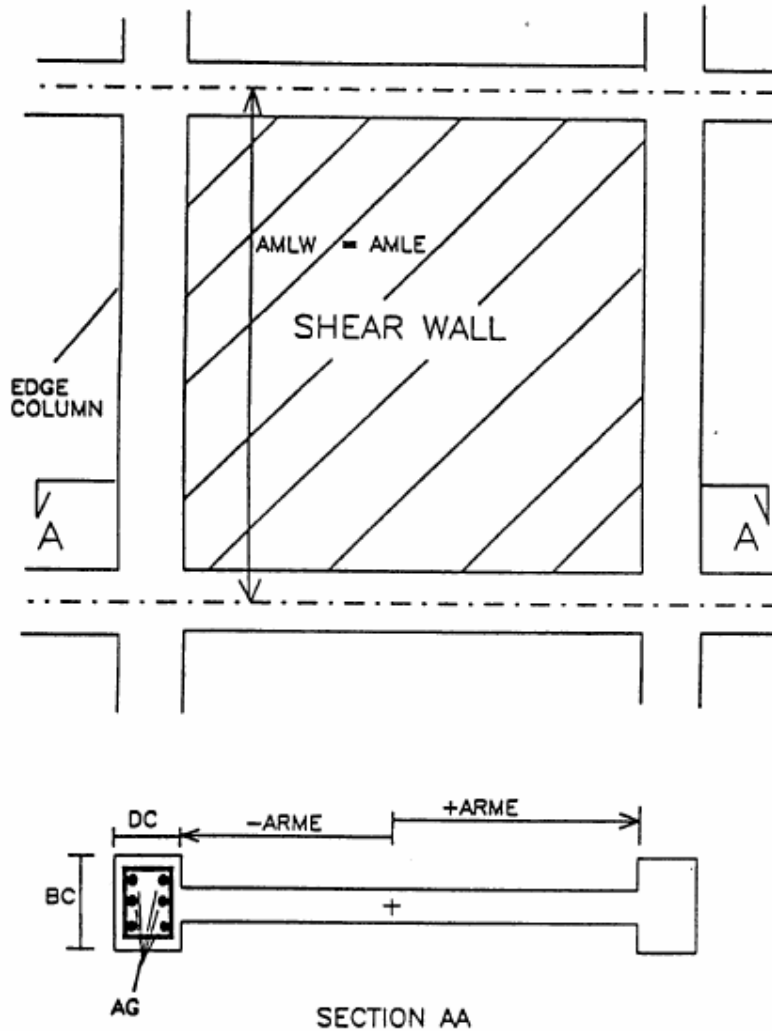 AMLW = AMLE
SHEAR WALL
EDGE
COLUMN
A A
DC
-ARME
+ARME
BC
AG
SECTION AA